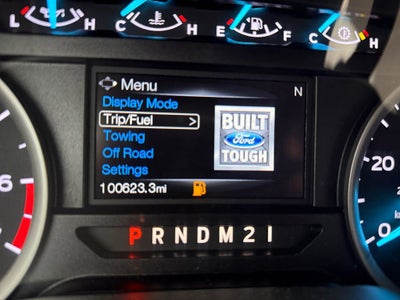 L H C H E F C H
Menu
N
Display Mode
Trip/Fuel >
Towing
Off Road
Settings
BUILT
Ford
TOUGH
100623.3mi
P R N D M 2 1
6
7
20
0